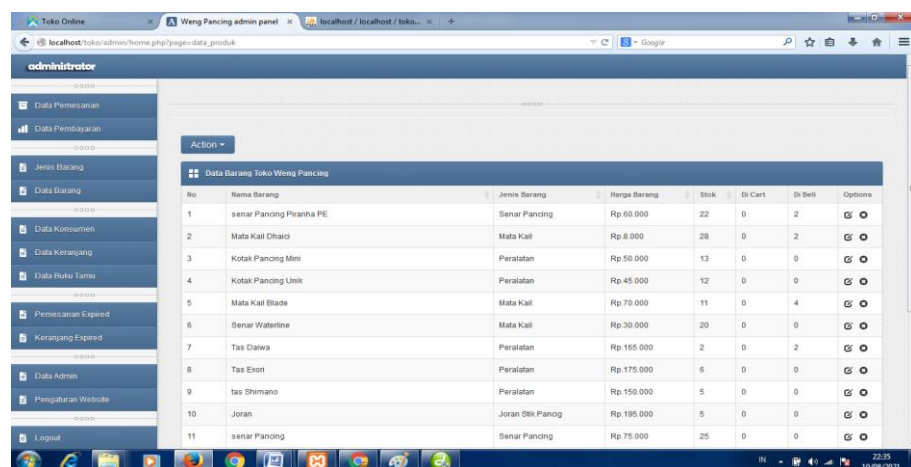 Toko Online
Weng Pancing admin panel
localhost / localhost / toko...
localhost/toko/admin/home.php?page=data_produk
Google
administrator
Data Pemesanan
Data Pembayaran
Jenis Barang
Data Barang
Data Konsumen
Data Keranjang
Data Buku Tamu
Pemesanan Expired
Keranjang Expired
Data Admin
Pengaturan Website
Logout
Action
Data Barang Toko Weng Pancing
No Nama Barang Jenis Barang Harga Barang Stok Di Cart Di Beli Options
1 senar Pancing Piranha PE Senar Pancing Rp.60.000 22 0 2
2 Mata Kail Dhaici Mata Kail Rp.8.000 28 0 2
3 Kotak Pancing Mini Peralatan Rp.50.000 13 0 0
4 Kotak Pancing Unik Peralatan Rp.45.000 12 0 0
5 Mata Kail Blade Mata Kail Rp.70.000 11 0 4
6 Senar Waterline Mata Kail Rp.30.000 20 0 0
7 Tas Daiwa Peralatan Rp.165.000 2 0 2
8 Tas Exori Peralatan Rp.175.000 6 0 0
9 tas Shimano Peralatan Rp.150.000 5 0 0
10 Joran Joran Stik Pancig Rp.195.000 5 0 0
11 senar Pancing Senar Pancing Rp.75.000 25 0 0
IN 22:35
10/08/2021